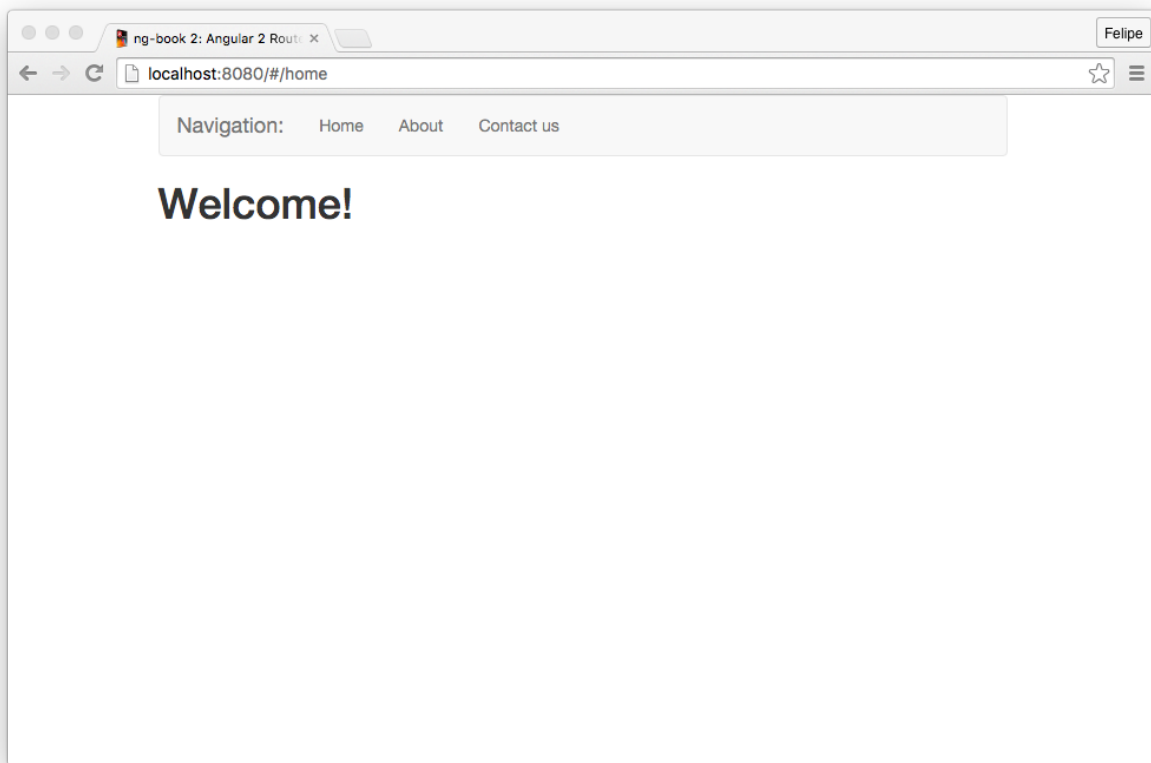 ng-book 2: Angular 2 Rout
Felipe
localhost:8080/#/home
Navigation: Home About Contact us
Welcome!